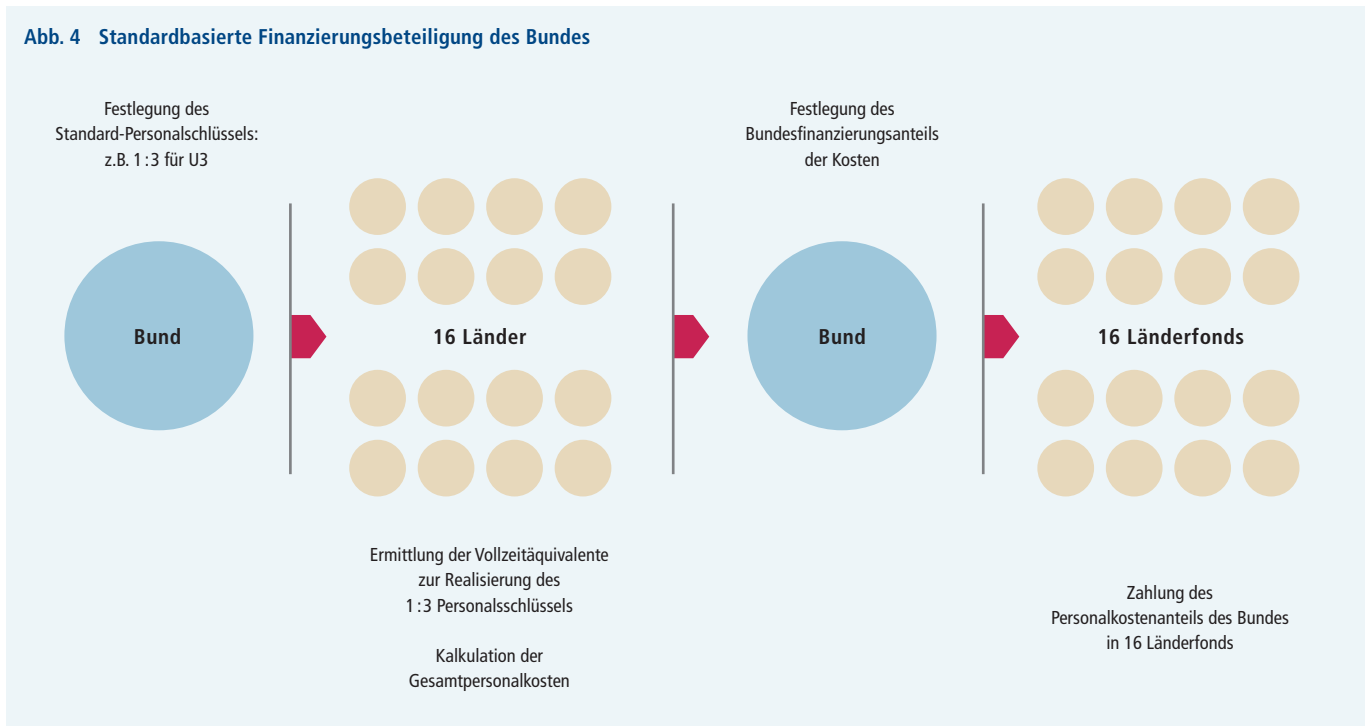 Abb. 4 Standardbasierte Finanzierungsbeteiligung des Bundes
Festlegung des
Standard-Personalschlüssels:
z.B. 1:3 für U3
Bund
16 Länder
Ermittlung der Vollzeitäquivalente
zur Realisierung des
1:3 Personalsschlüssels
Kalkulation der
Gesamtpersonalkosten
Festlegung des
Bundesfinanzierungsanteils
der Kosten
Bund
16 Länderfonds
Zahlung des
Personalkostenanteils des Bundes
in 16 Länderfonds